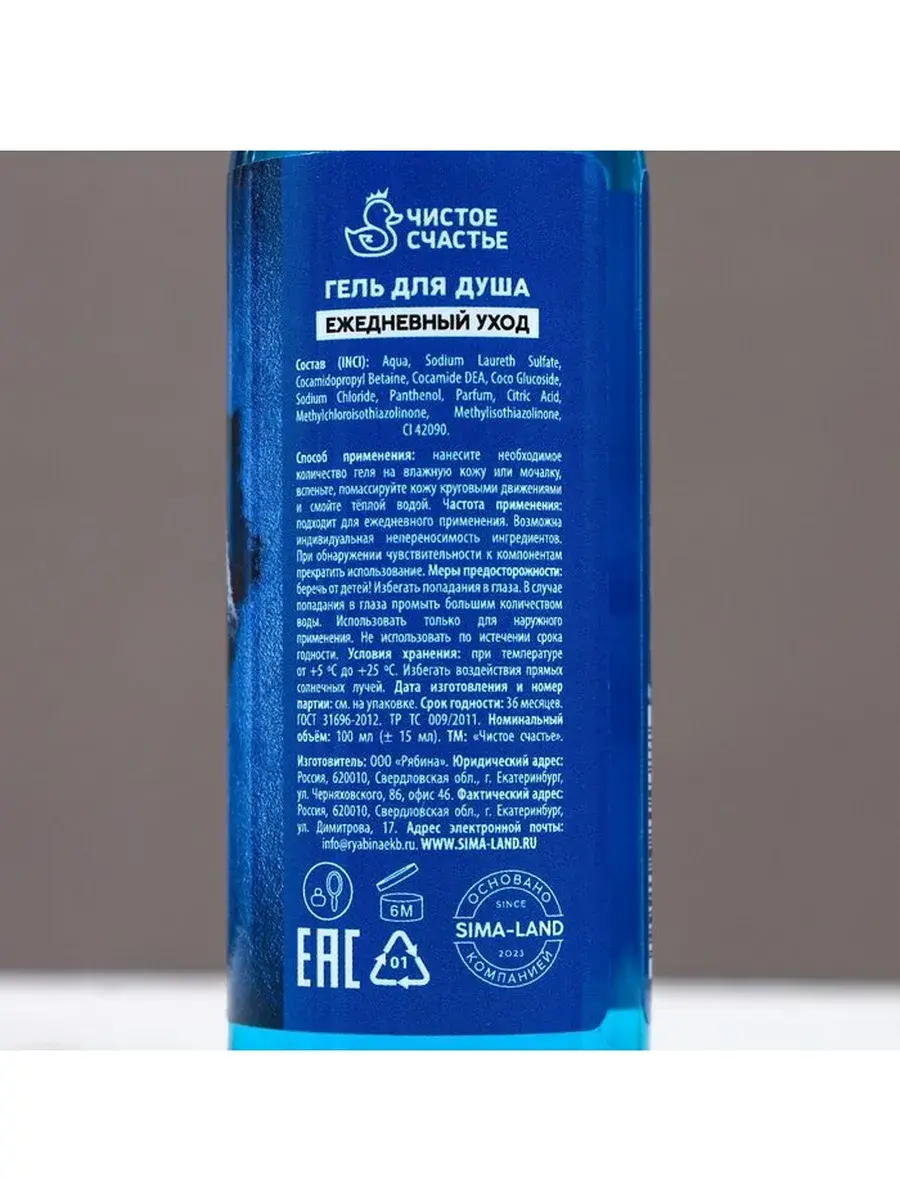 ЧИСТОЕ
СЧАСТЬЕ
ГЕЛЬ ДЛЯ ДУША
ЕЖЕДНЕВНЫЙ УХОД
Состав (INCI): Aqua, Sodium Laureth Sulfate,
Cocamidopropyl Betaine, Cocamide DEA, Coco Glucoside,
Sodium Chloride, Panthenol, Parfum, Citric Acid,
Methylchloroisothiazolinone, Methylisothiazolinone,
CI 42090.
Способ применения: нанесите необходимое
количество геля на влажную кожу или мочалку,
вспеньте, помассируйте кожу круговыми движениями
и смойте тёплой водой. Частота применения:
подходит для ежедневного применения. Возможна
индивидуальная непереносимость ингредиентов.
При обнаружении чувствительности к компонентам
прекратить использование. Меры предосторожности:
беречь от детей! Избегать попадания в глаза. В случае
попадания в глаза промыть большим количеством
воды. Использовать только для наружного
применения. Не использовать по истечении срока
годности. Условия хранения: при температуре
от +5 ºС до +25 ºС. Избегать воздействия прямых
солнечных лучей. Дата изготовления и номер
партии: см. на упаковке. Срок годности: 36 месяцев.
ГОСТ 31696-2012. ТР ТС 009/2011. Номинальный
объём: 100 мл (± 15 мл). ТМ: «Чистое счастье».
Изготовитель: ООО «Рябина». Юридический адрес:
Россия, 620010, Свердловская обл., г. Екатеринбург,
ул. Черняховского, 86, офис 46. Фактический адрес:
Россия, 620010, Свердловская обл., г. Екатеринбург,
ул. Димитрова, 17. Адрес электронной почты:
info@ryabinaekb.ru. WWW.SIMA-LAND.RU
6М
ЕАС
01
ОСНОВАНО
SINCE
SIMA-LAND
2023
КОМПАНИЕЙ